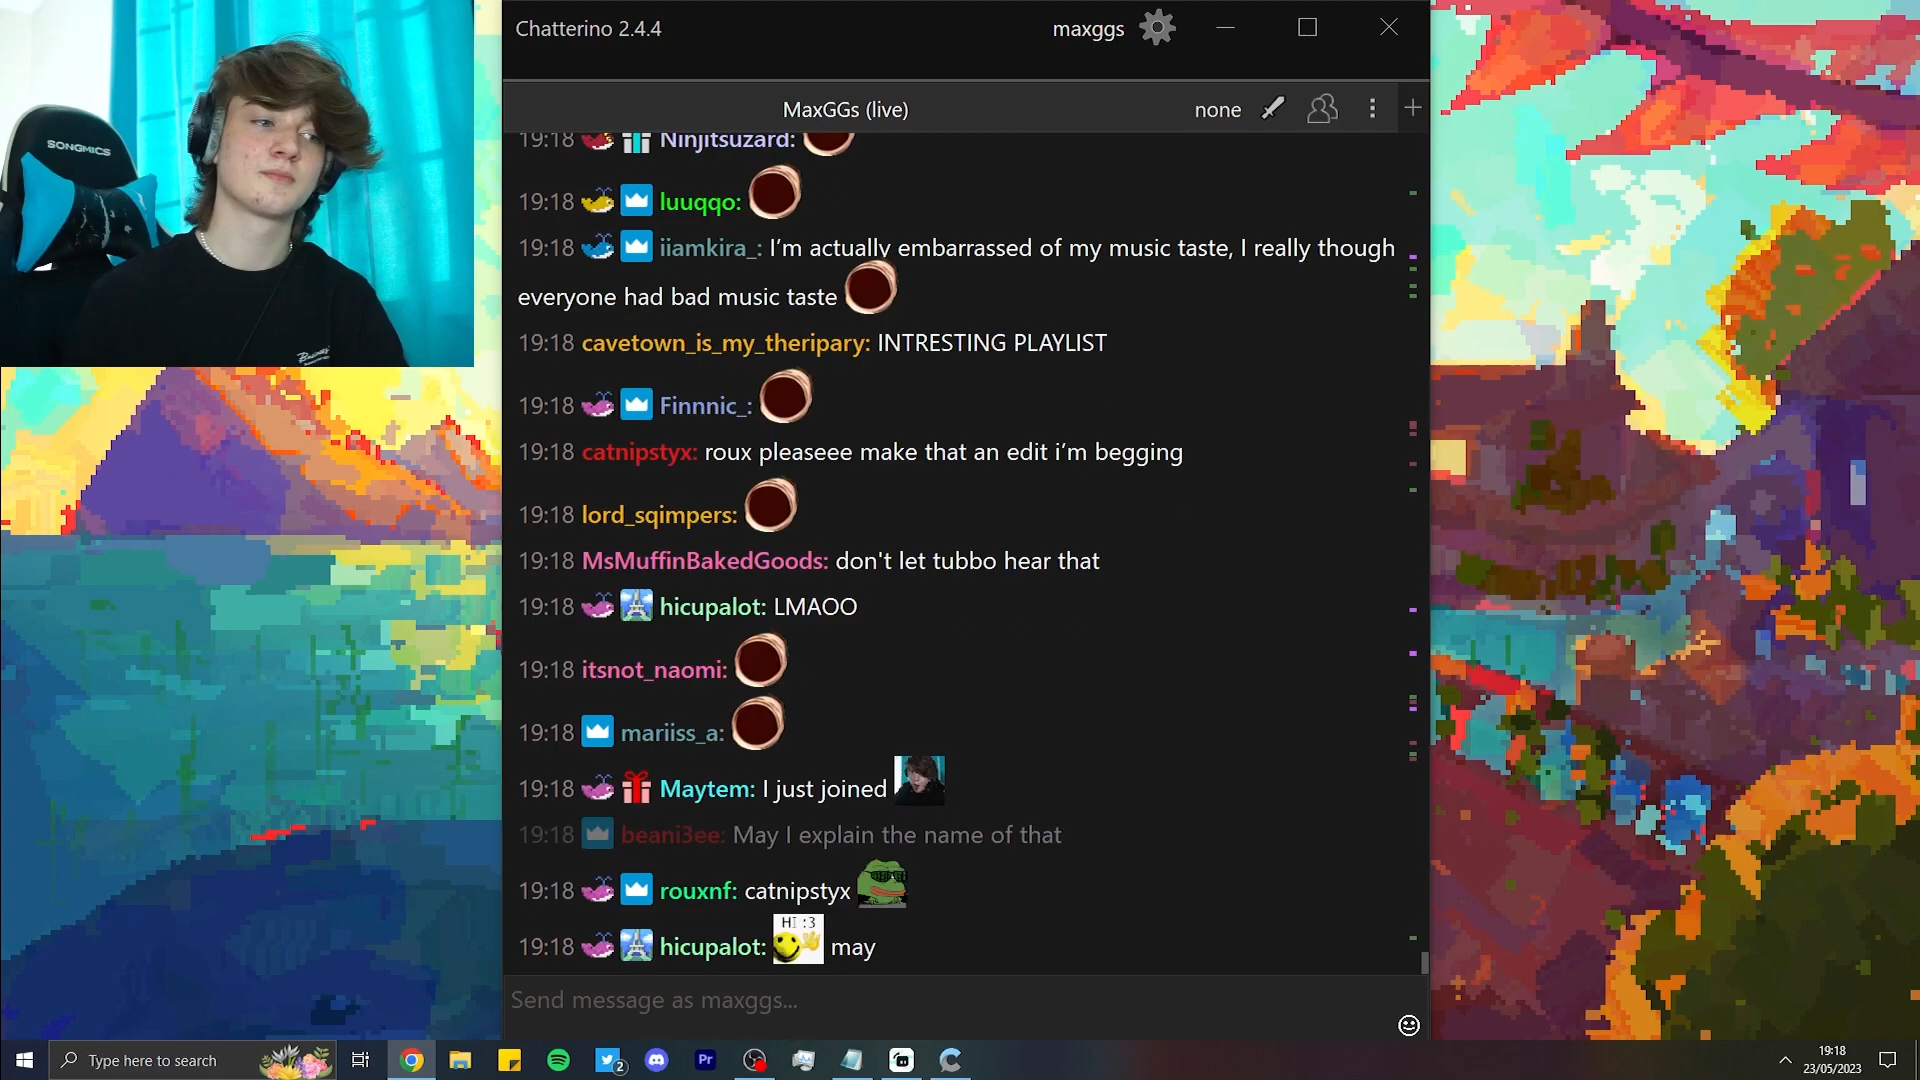 SONGMICS
Chatterino 2.4.4
maxggs
MaxGGs (live)
none
19:18 Ninjitsuzard:
19:18 luuqqo:
19:18 iiamkira_: I'm actually embarrassed of my music taste, I really though
everyone had bad music taste
19:18 cavetown_is_my_theripary: INTRESTING PLAYLIST
19:18 Finnnic_:
19:18 catnipstyx: roux pleaseee make that an edit i'm begging
19:18 lord_sqimpers:
19:18 MsMuffinBakedGoods: don't let tubbo hear that
19:18 hicupalot: LMAOO
19:18 itsnot_naomi:
19:18 mariiss_a:
19:18 Maytem: I just joined
19:18 beani3ee: May I explain the name of that
19:18 rouxnf: catnipstyx
19:18 hicupalot: HI :3 may
Send message as maxggs...
Type here to search
2
Pr
19:18
23/05/2023